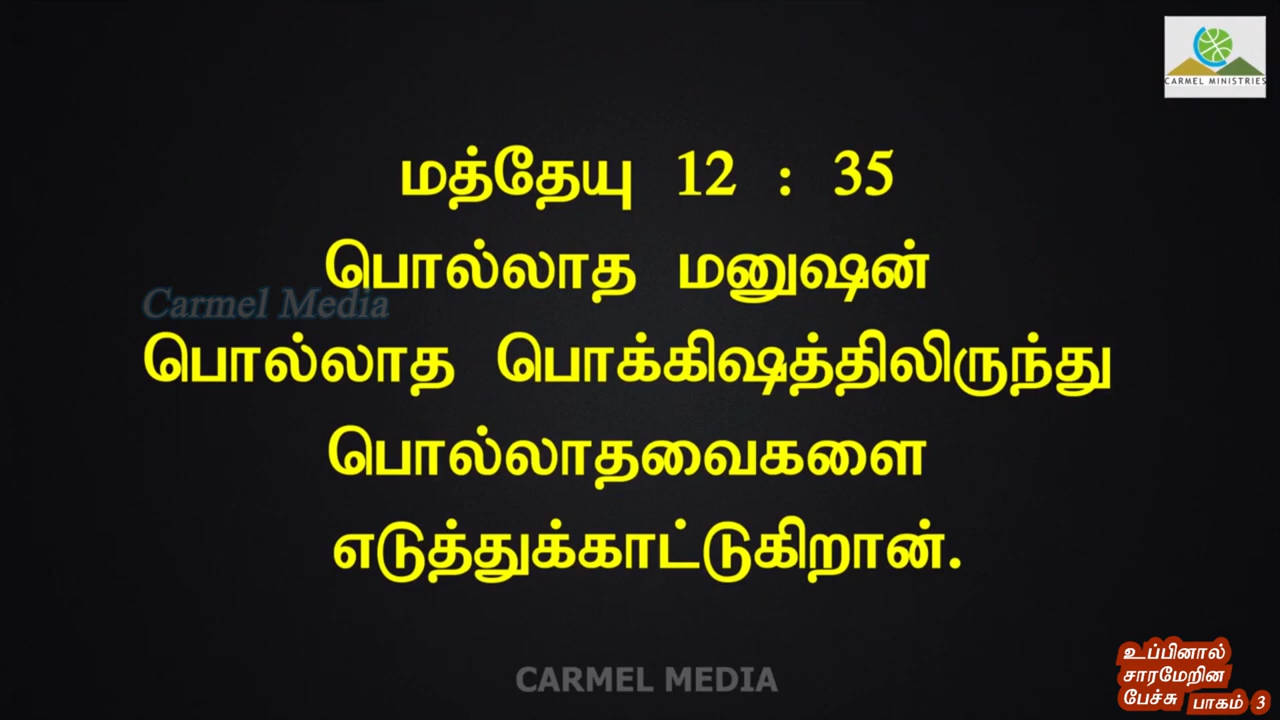 CARMEL MINISTRIES
மத்தேயு 12 : 35
பொல்லாத மனுஷன்
Carmel Media
பொல்லாத பொக்கிஷத்திலிருந்து
பொல்லாதவைகளை
எடுத்துக்காட்டுகிறான்.
CARMEL MEDIA
உப்பினால்
சாரமேறின
பேச்சு பாகம் 3